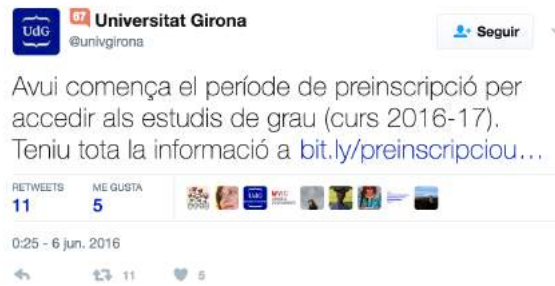 UdG
67 Universitat Girona
@univgirona
Seguir
Avui comença el període de preinscripció per
accedir als estudis de grau (curs 2016-17).
Teniu tota la informació a bit.ly/preinscripciou…
RETWEETS ME GUSTA
11 5
0:25 - 6 jun. 2016
11 5